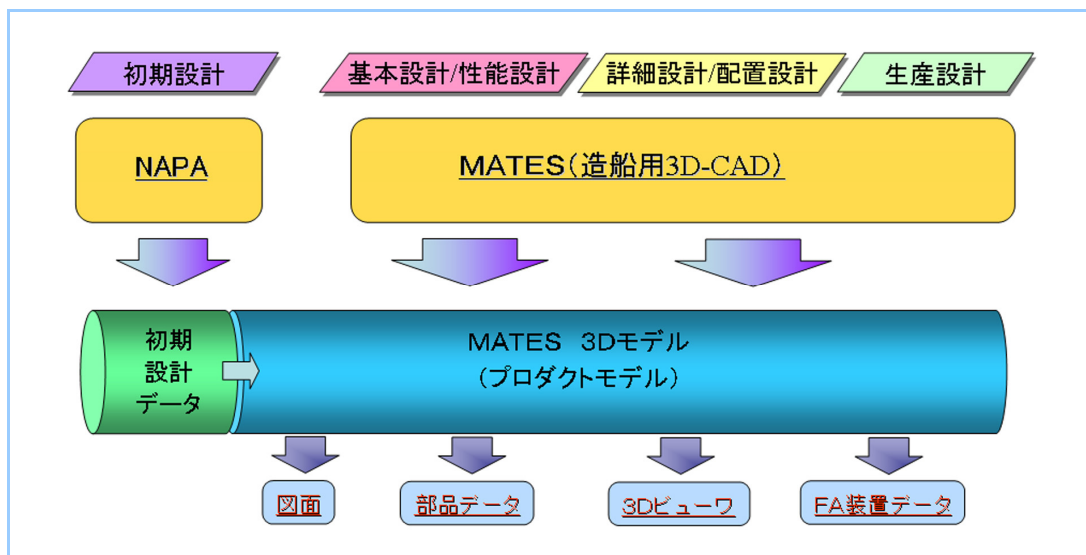 初期設計
基本設計/性能設計
詳細設計/配置設計
生産設計
NAPA
MATES(造船用3D-CAD)
初期
設計
データ
MATES 3Dモデル
(プロダクトモデル)
図面
部品データ
3Dビューワ
FA装置データ